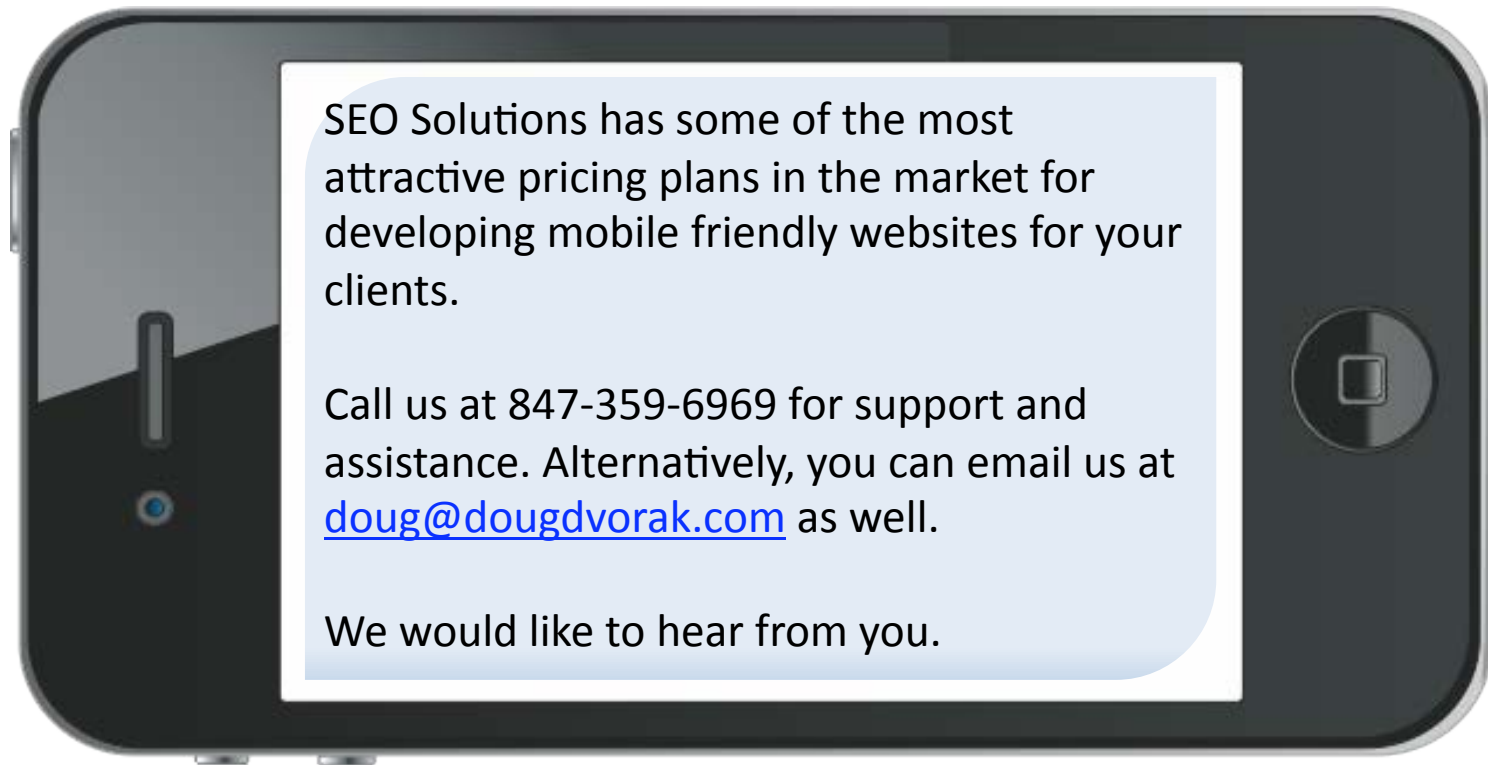 SEO Solutions has some of the most
attractive pricing plans in the market for
developing mobile friendly websites for your
clients.
Call us at 847-359-6969 for support and
assistance. Alternatively, you can email us at
doug@dougdvorak.com as well.
We would like to hear from you.